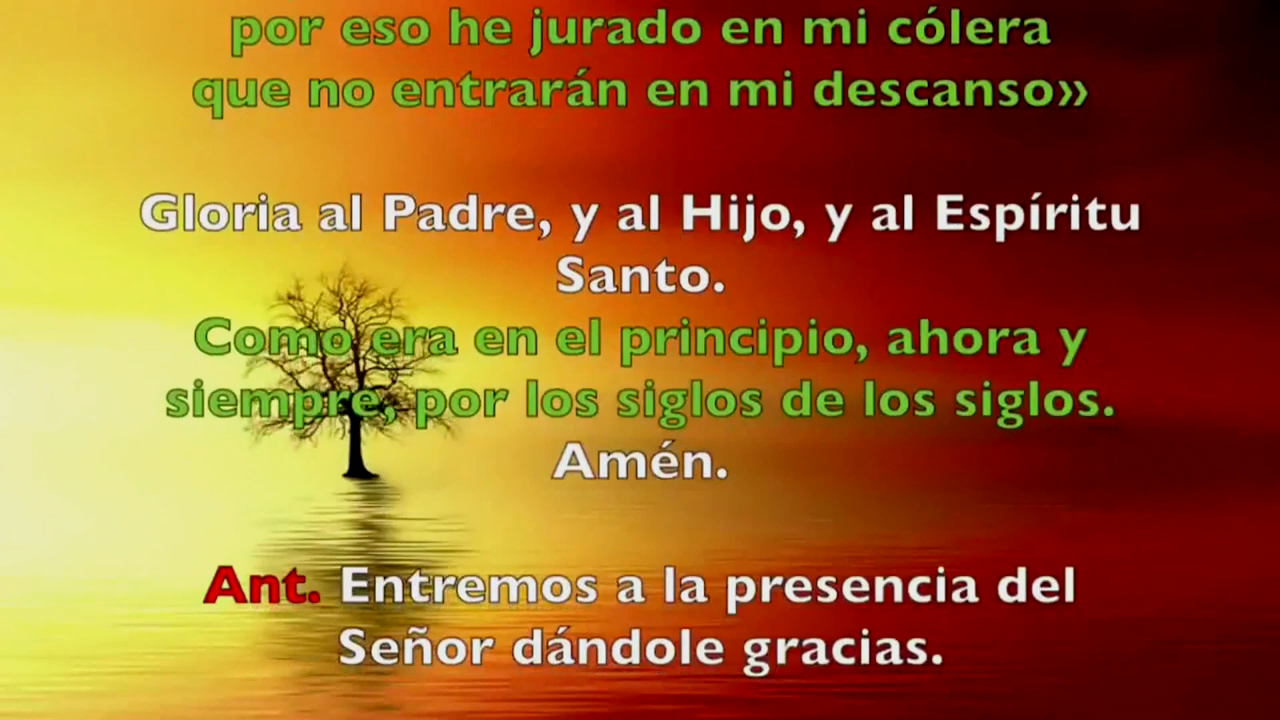 por eso he jurado en mi cólera
que no entrarán en mi descanso»
Gloria al Padre, y al Hijo, y al Espíritu
Santo.
Como era en el principio, ahora y
siempre, por los siglos de los siglos.
Amén.
Ant. Entremos a la presencia del
Señor dándole gracias.